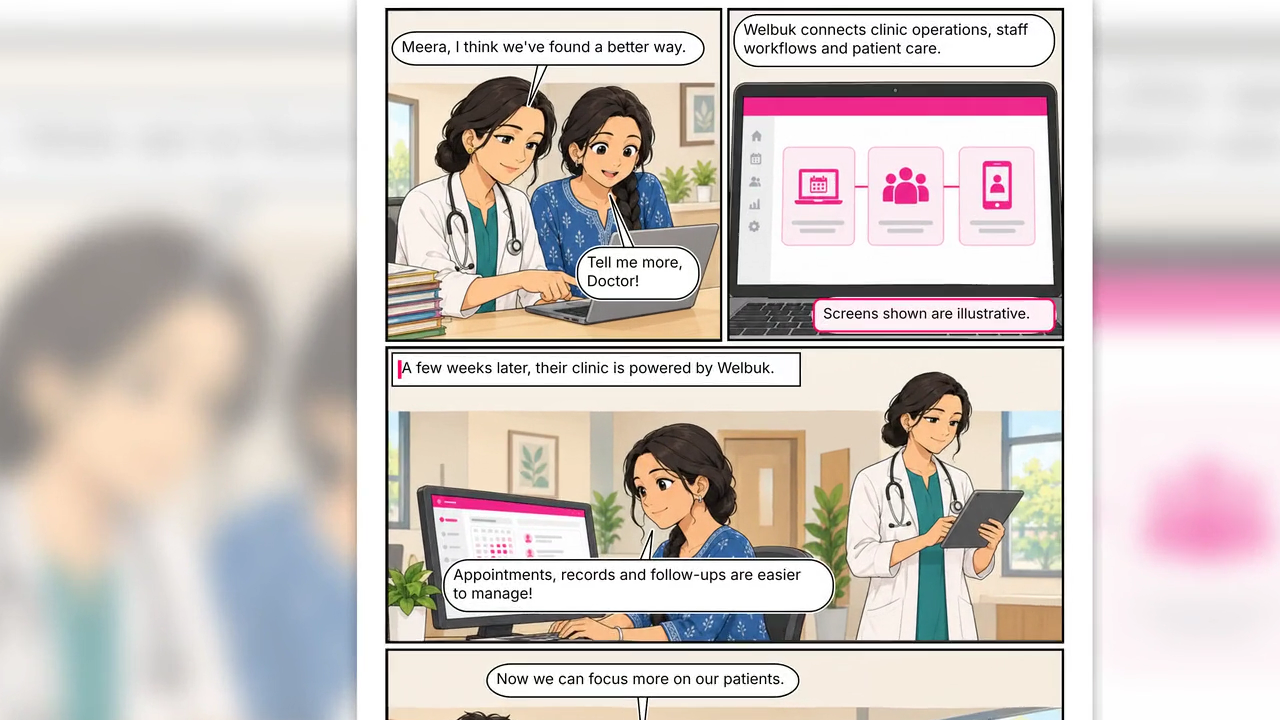 Meera, I think we've found a better way.
Tell me more,
Doctor!
Welbuk connects clinic operations, staff
workflows and patient care.
Screens shown are illustrative.
A few weeks later, their clinic is powered by Welbuk.
Appointments, records and follow-ups are easier
to manage!
Now we can focus more on our patients.